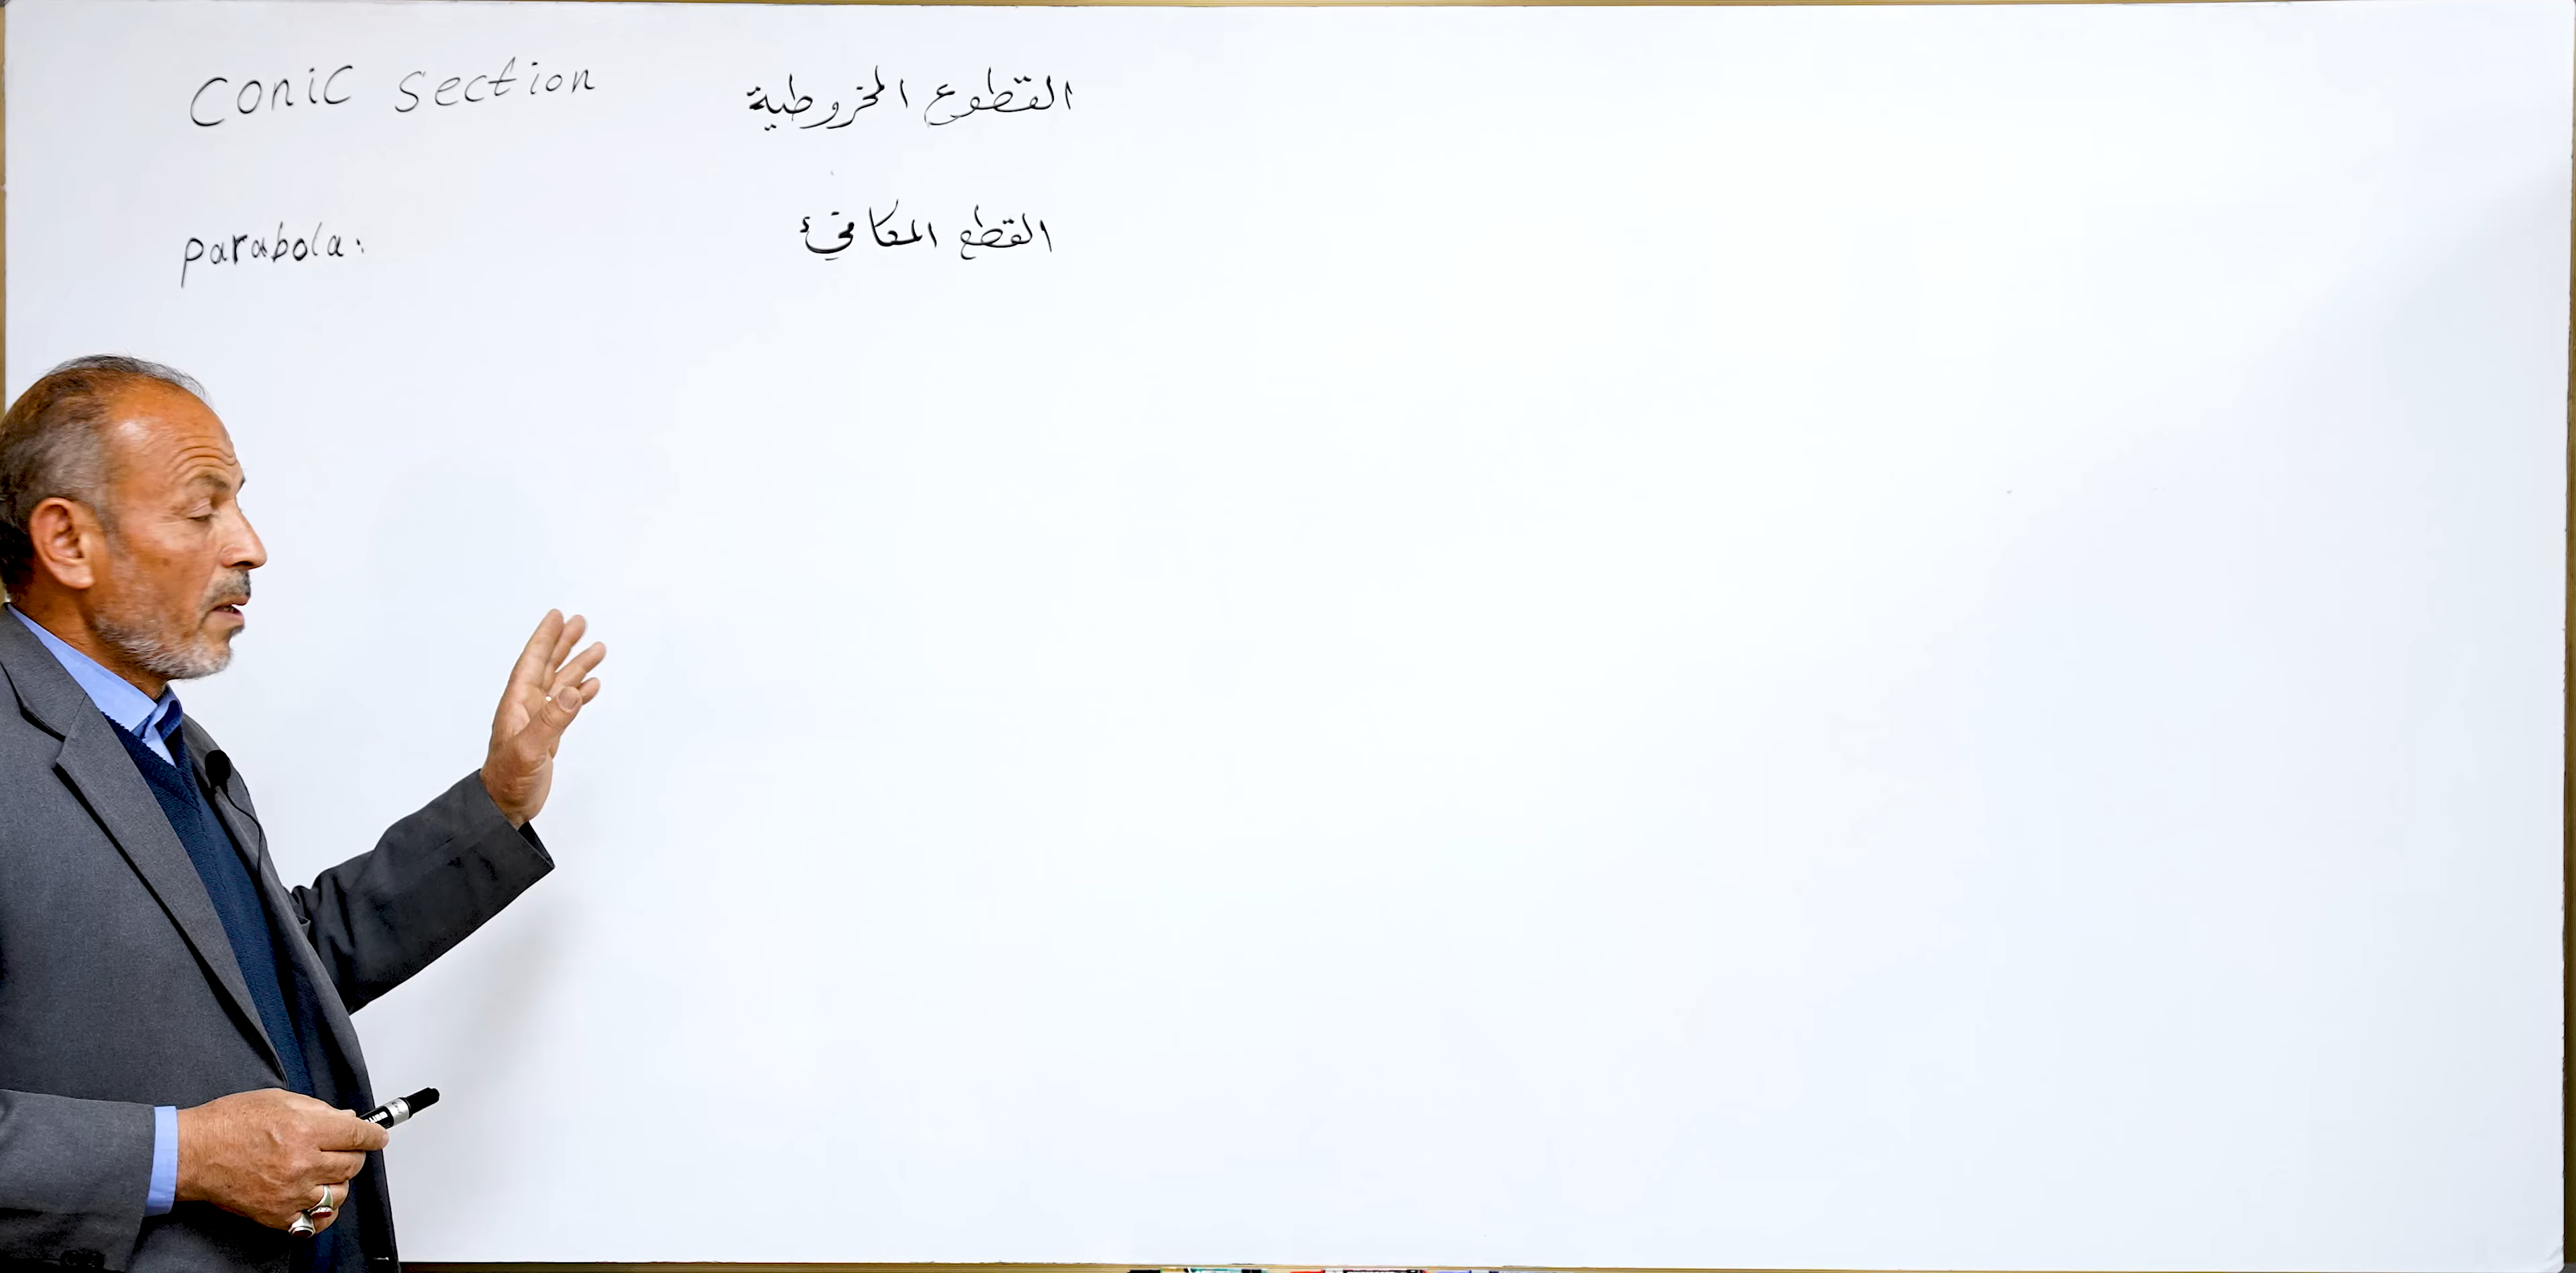 Conic section القطوع المخروطية
parabola: القطع المكافئ